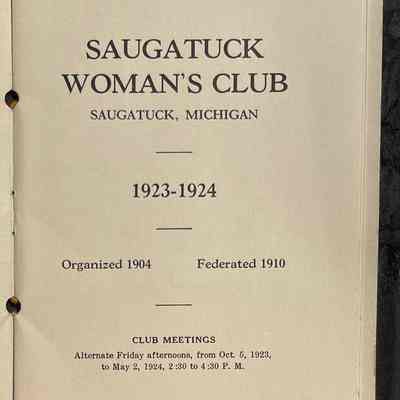 SAUGATUCK
WOMAN'S CLUB
SAUGATUCK, MICHIGAN
1923-1924
Organized 1904 Federated 1910
CLUB MEETINGS
Alternate Friday afternoons, from Oct. 5, 1923,
to May 2, 1924, 2:30 to 4:30 P. M.